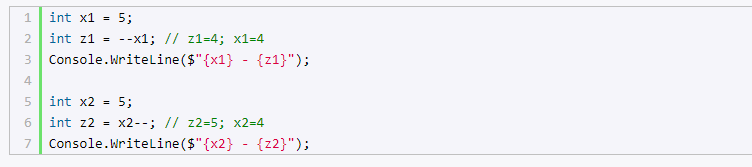 1 int x1 = 5;
2 int z1 = --x1; // z1=4; x1=4
3 Console.WriteLine($"{x1} - {z1}");
4
5 int x2 = 5;
6 int z2 = x2--; // z2=5; x2=4
7 Console.WriteLine($"{x2} - {z2}");